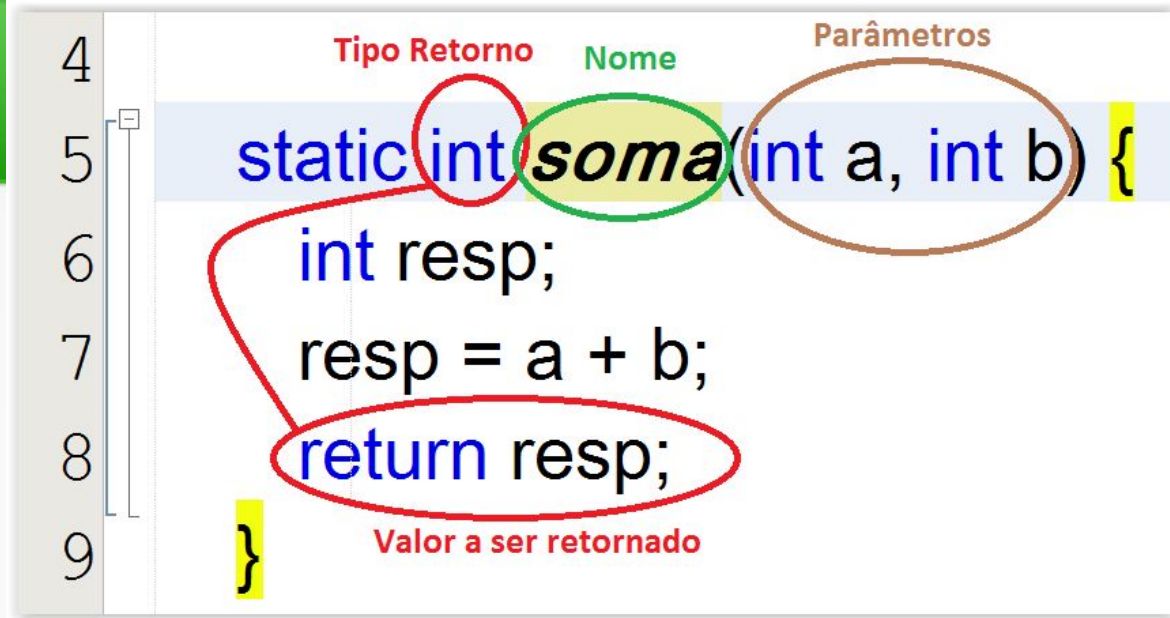 Tipo Retorno Nome Parâmetros
4
5 static int soma(int a, int b) {
6 int resp;
7 resp = a + b;
8 return resp;
9 }
Valor a ser retornado